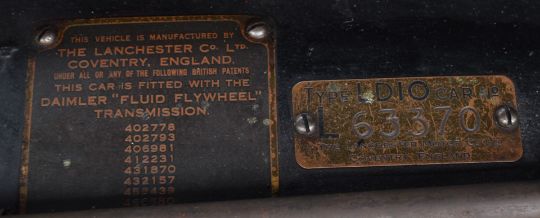 THIS VEHICLE IS MANUFACTURED BY
THE LANCHESTER CO. LTD.
COVENTRY, ENGLAND,
UNDER ALL OR ANY OF THE FOLLOWING BRITISH PATENTS
THIS CAR IS FITTED WITH THE
DAIMLER "FLUID FLYWHEEL"
TRANSMISSION.
402778
402793
406981
412231
431870
432157
TYPE LD10 CAR NO
L 63370
COVENTRY, ENGLAND